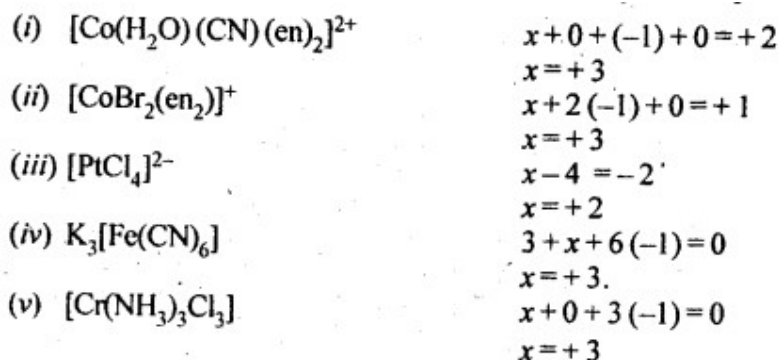 (i) [Co(H₂O)(CN)(en)₂]²⁺ x+0+(–1)+0=+2
x=+3
(ii) [CoBr₂(en₂)]⁺ x+2(–1)+0=+1
x=+3
(iii) [PtCl₄]²⁻ x–4 =–2
x=+2
(iv) K₃[Fe(CN)₆] 3+x+6(–1)=0
x=+3.
(v) [Cr(NH₃)₃Cl₃] x+0+3(–1)=0
x=+3